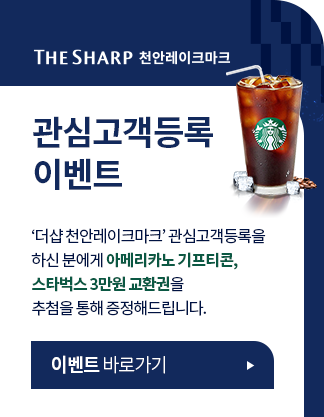 THE SHARP 천안레이크마크
관심고객등록
이벤트
‘더샵 천안레이크마크’ 관심고객등록을
하신 분에게 아메리카노 기프티콘,
스타벅스 3만원 교환권을
추첨을 통해 증정해드립니다.
이벤트 바로가기